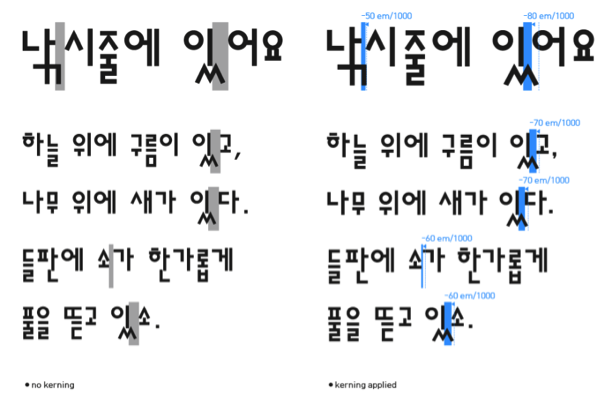 낚시줄에 있어요
하늘 위에 구름이 있고,
나무 위에 새가 있다.
들판에 소가 한가롭게
풀을 뜯고 있소.
• no kerning
-50 em/1000
-80 em/1000
낚시줄에 있어요
-70 em/1000
하늘 위에 구름이 있고,
-70 em/1000
나무 위에 새가 있다.
-60 em/1000
들판에 소가 한가롭게
-60 em/1000
풀을 뜯고 있소.
• kerning applied